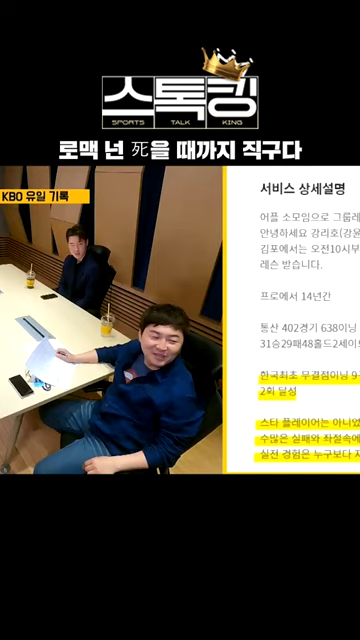 스톡킹
SPORTS TALK KING
로맥 넌 死을 때까지 직구다
KBO 유일 기록
서비스 상세설명
어플 소모임으로 그룹레
안녕하세요 강리호(강윤
김포에서는 오전10시부
레슨 받습니다.
프로에서 14년간
통산 402경기 638이닝
31승29패48홀드2세이
한국최초 무결점이닝 9
2회 달성
스타 플레이어는 아니었
수많은 실패와 좌절속에
실전 경험은 누구보다